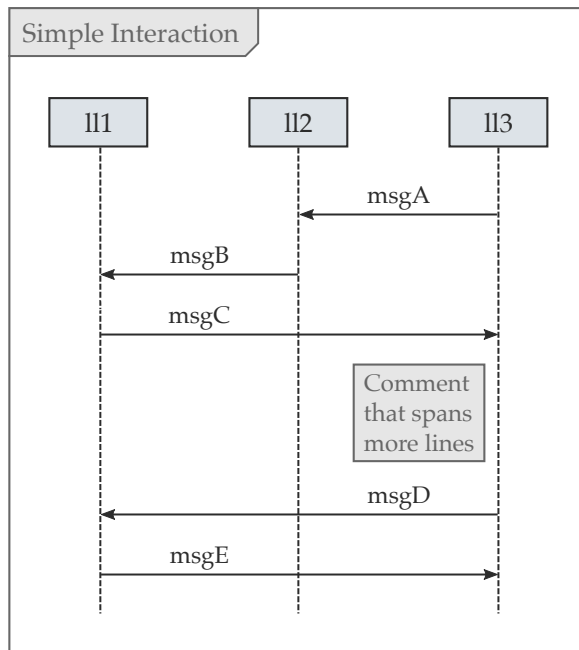 Simple Interaction
ll1 ll2 ll3
msgA
msgB
msgC
Comment
that spans
more lines
msgD
msgE